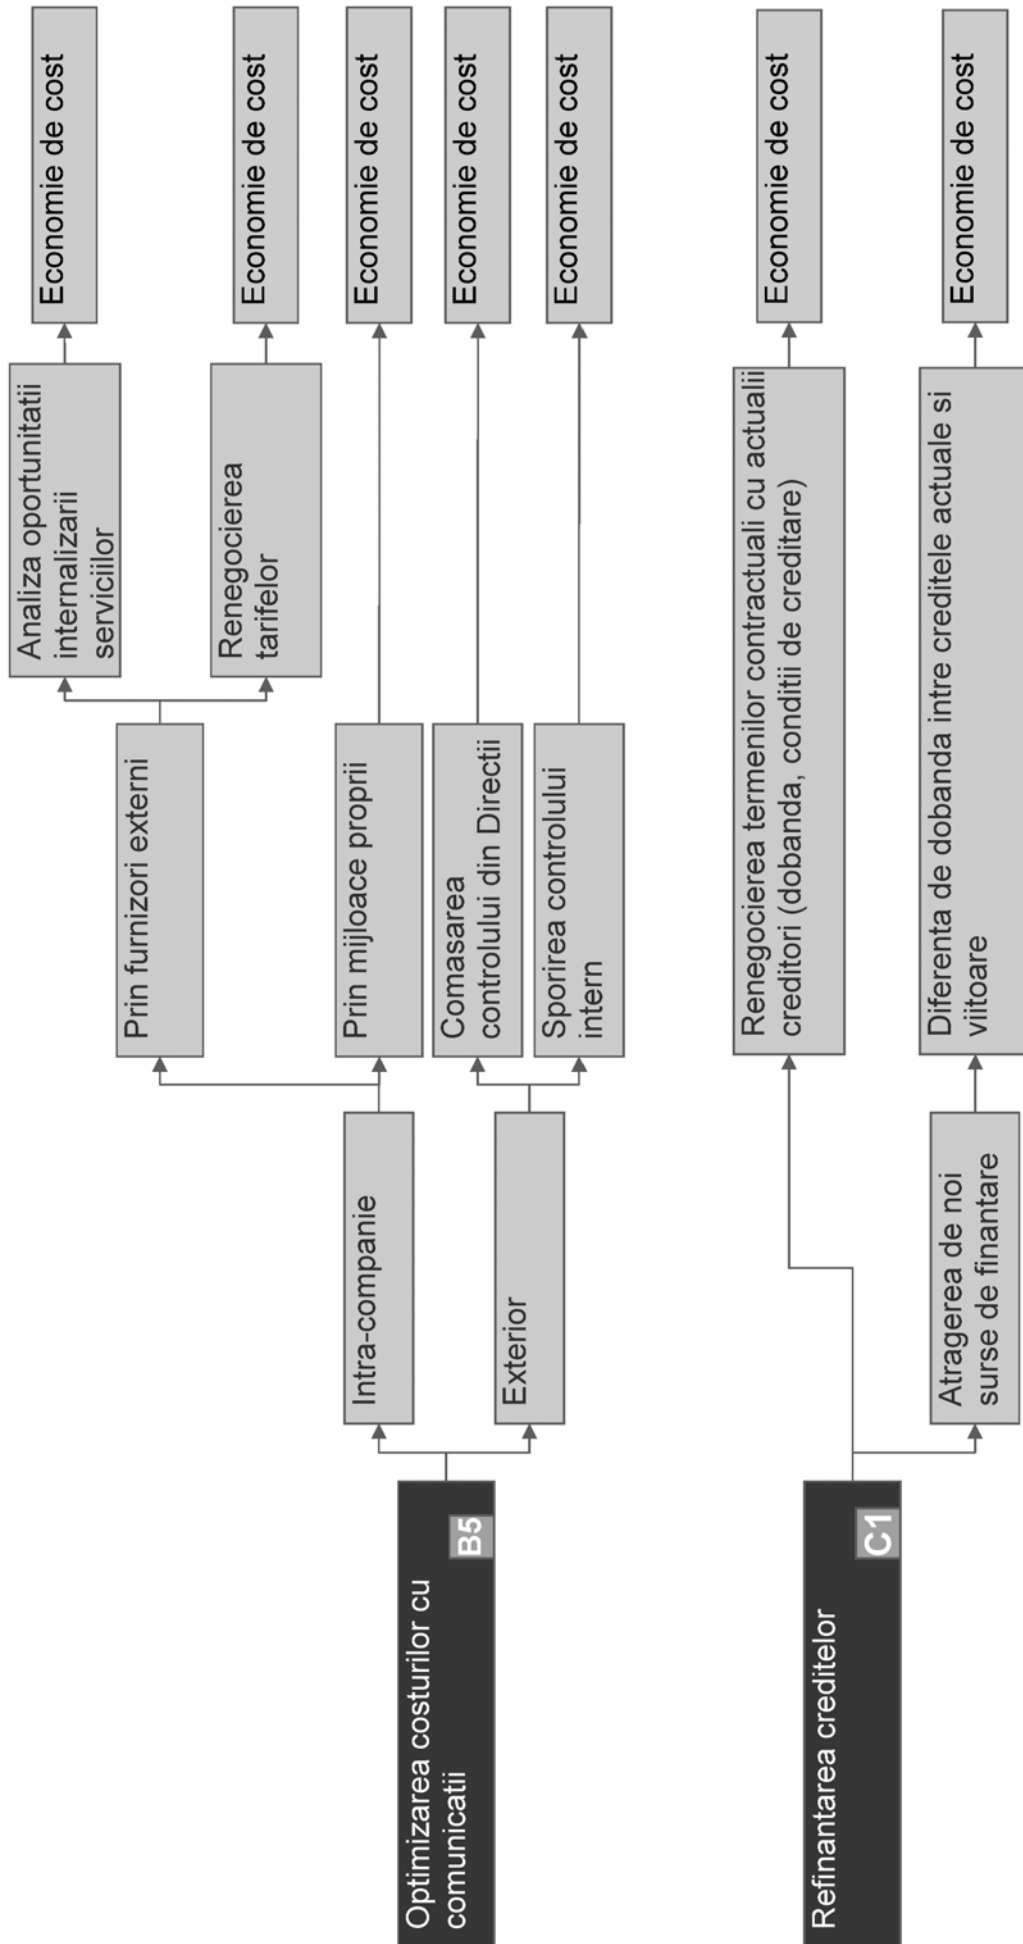 Optimizarea costurilor cu
comunicatii
B5
Intra-companie
Prin furnizori externi
Analiza oportunitatii
internalizarii
serviciilor
Economie de cost
Renegocierea
tarifelor
Economie de cost
Prin mijloace proprii
Economie de cost
Exterior
Comasarea
controlului din Directii
Economie de cost
Sporirea controlului
intern
Economie de cost
Refinantarea creditelor
C1
Renegocierea termenilor contractuali cu actualii
creditori (dobanda, conditii de creditare)
Economie de cost
Atragerea de noi
surse de finantare
Diferenta de dobanda intre creditele actuale si
viitoare
Economie de cost